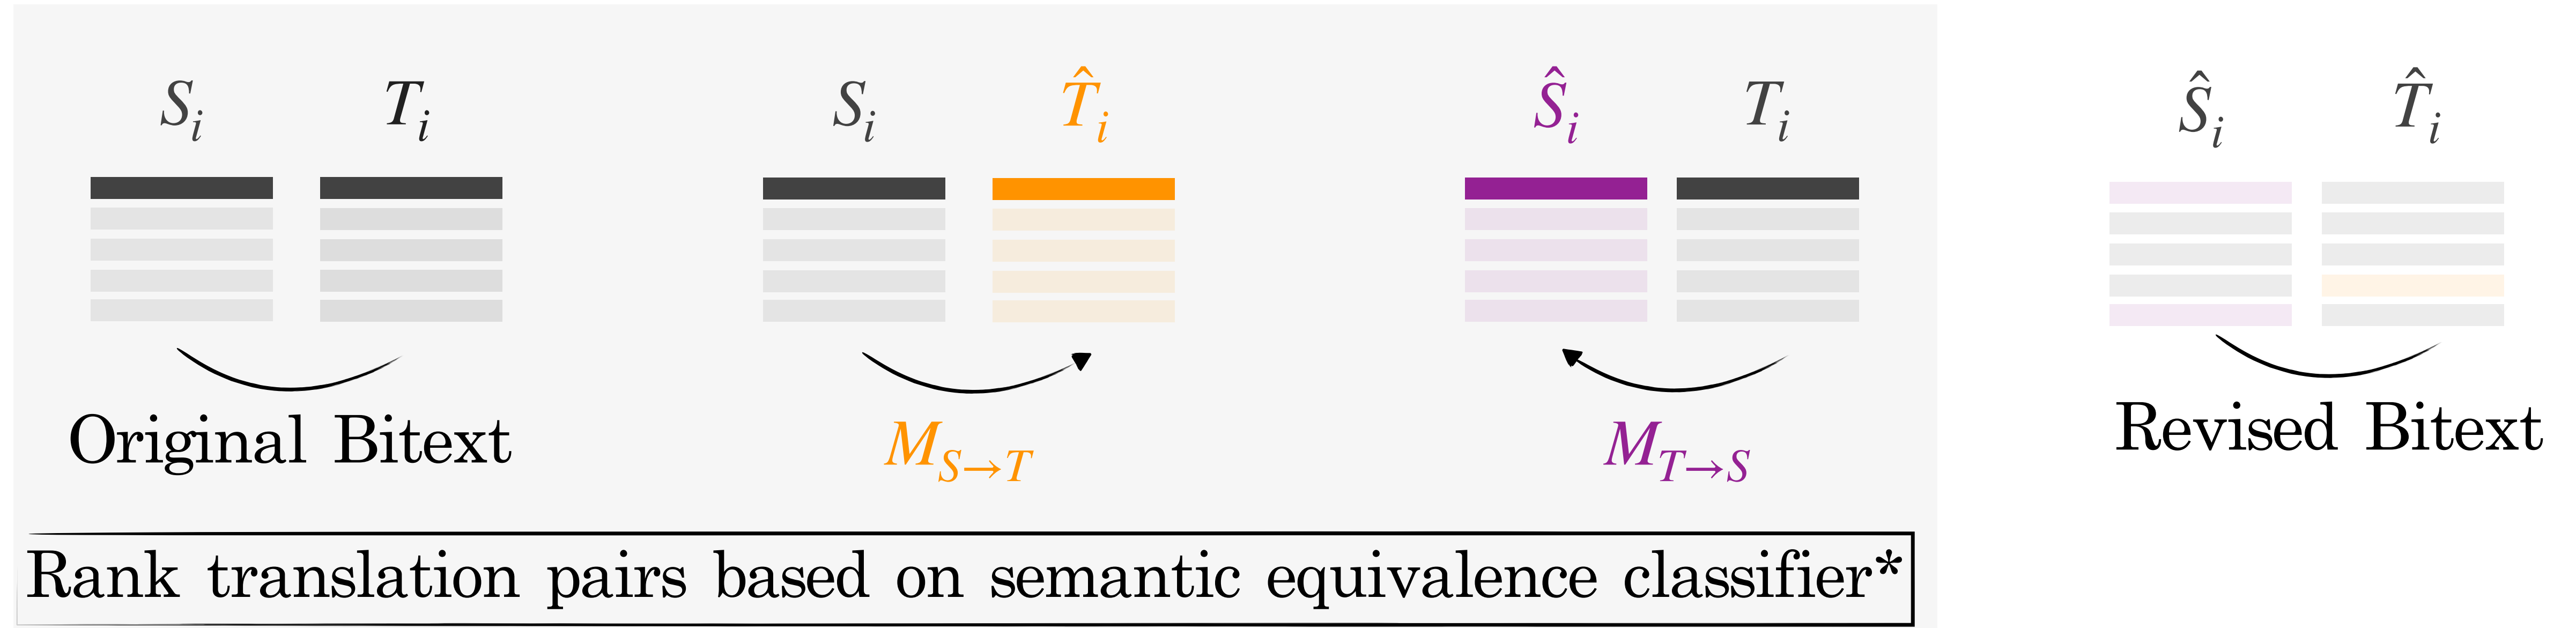 S_i T_i S_i T̂_i Ŝ_i T_i Ŝ_i T̂_i
Original Bitext M_{S→T} M_{T→S} Revised Bitext
Rank translation pairs based on semantic equivalence classifier*